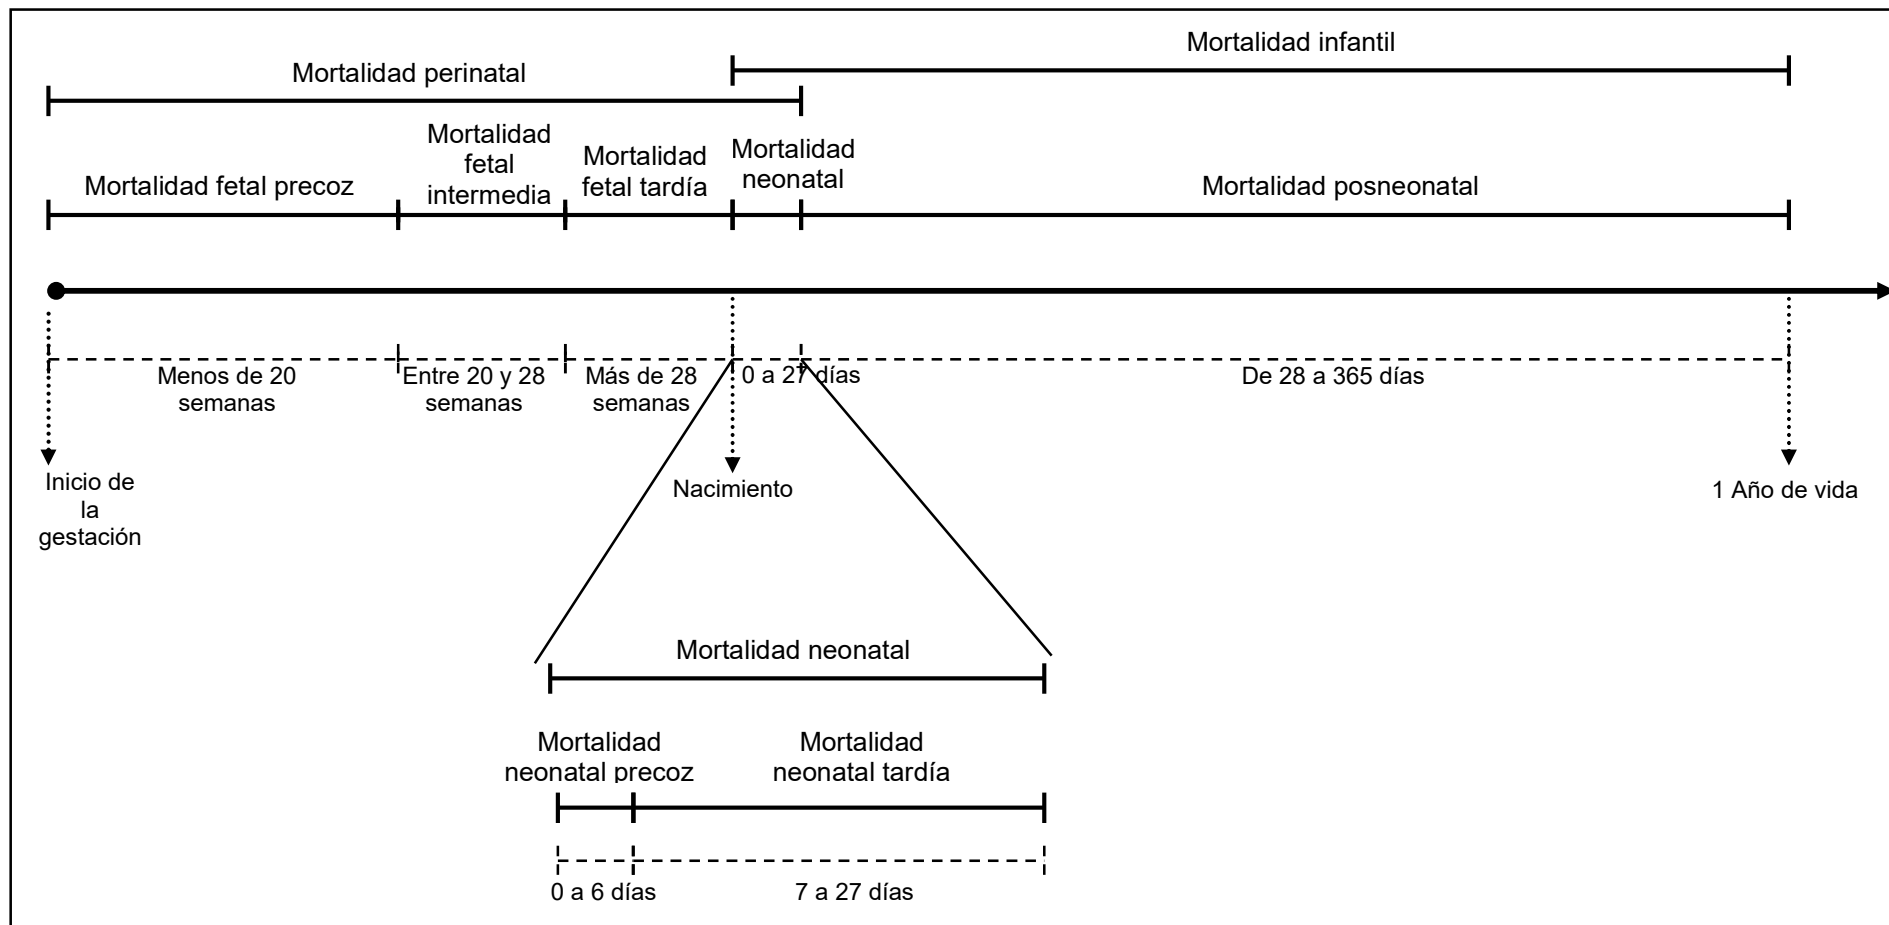 Mortalidad infantil
Mortalidad perinatal
Mortalidad fetal precoz
Mortalidad
fetal
intermedia
Mortalidad
fetal tardía
Mortalidad
neonatal
Mortalidad posneonatal
Menos de 20
semanas
Entre 20 y 28
semanas
Más de 28
semanas
0 a 27 días
De 28 a 365 días
Inicio de
la
gestación
Nacimiento
1 Año de vida
Mortalidad neonatal
Mortalidad
neonatal precoz
Mortalidad
neonatal tardía
0 a 6 días
7 a 27 días